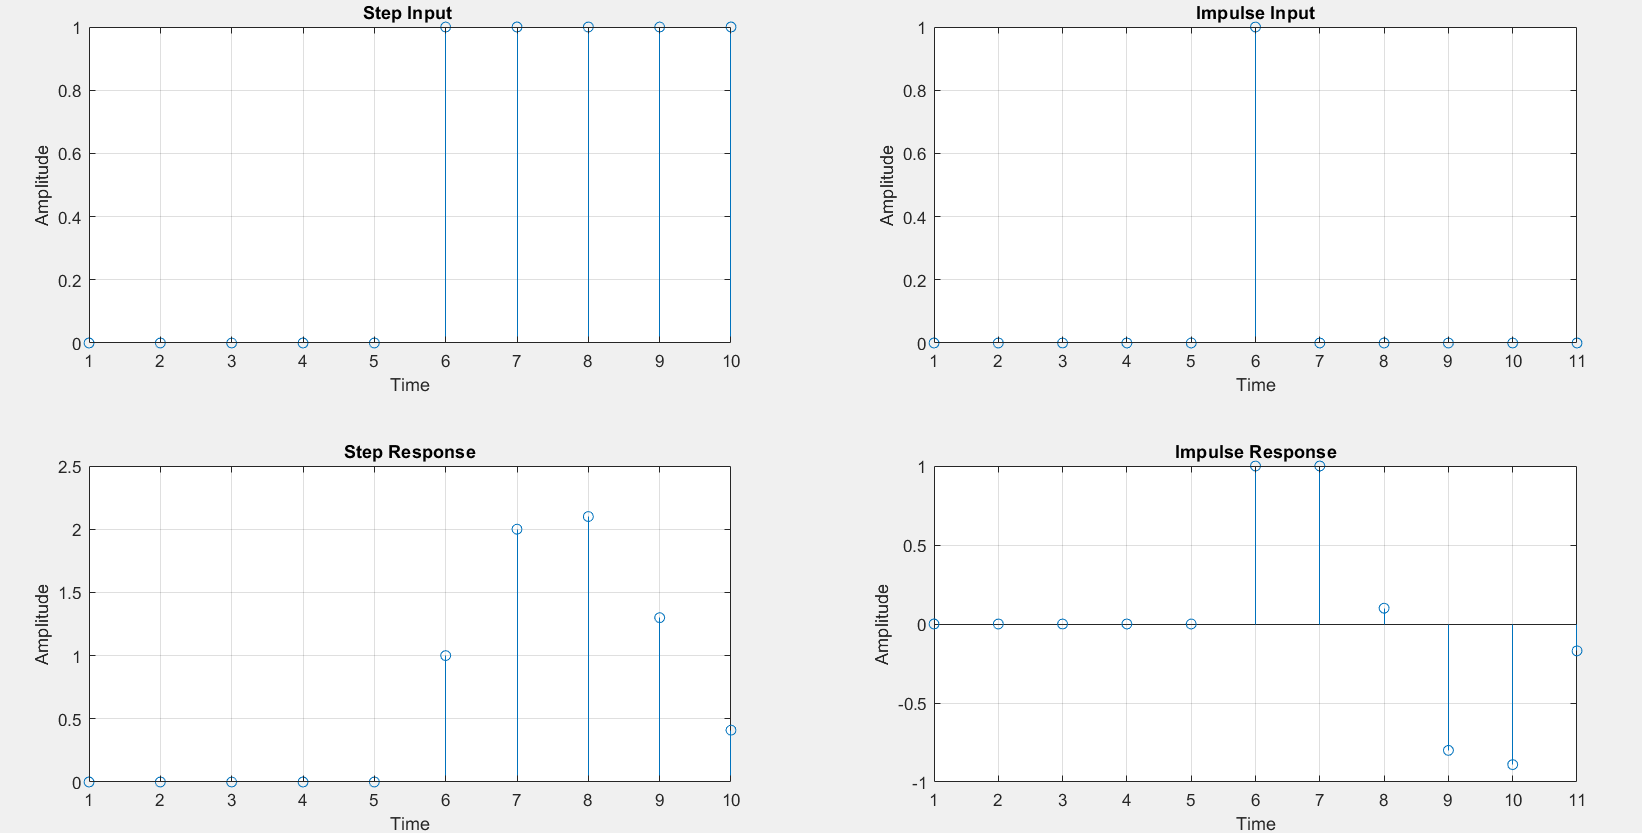 Step Input
1
0.8
0.6
0.4
0.2
0
Amplitude
1 2 3 4 5 6 7 8 9 10
Time
Impulse Input
1
0.8
0.6
0.4
0.2
0
Amplitude
1 2 3 4 5 6 7 8 9 10 11
Time
Step Response
2.5
2
1.5
1
0.5
0
Amplitude
1 2 3 4 5 6 7 8 9 10
Time
Impulse Response
1
0.5
0
-0.5
-1
Amplitude
1 2 3 4 5 6 7 8 9 10 11
Time